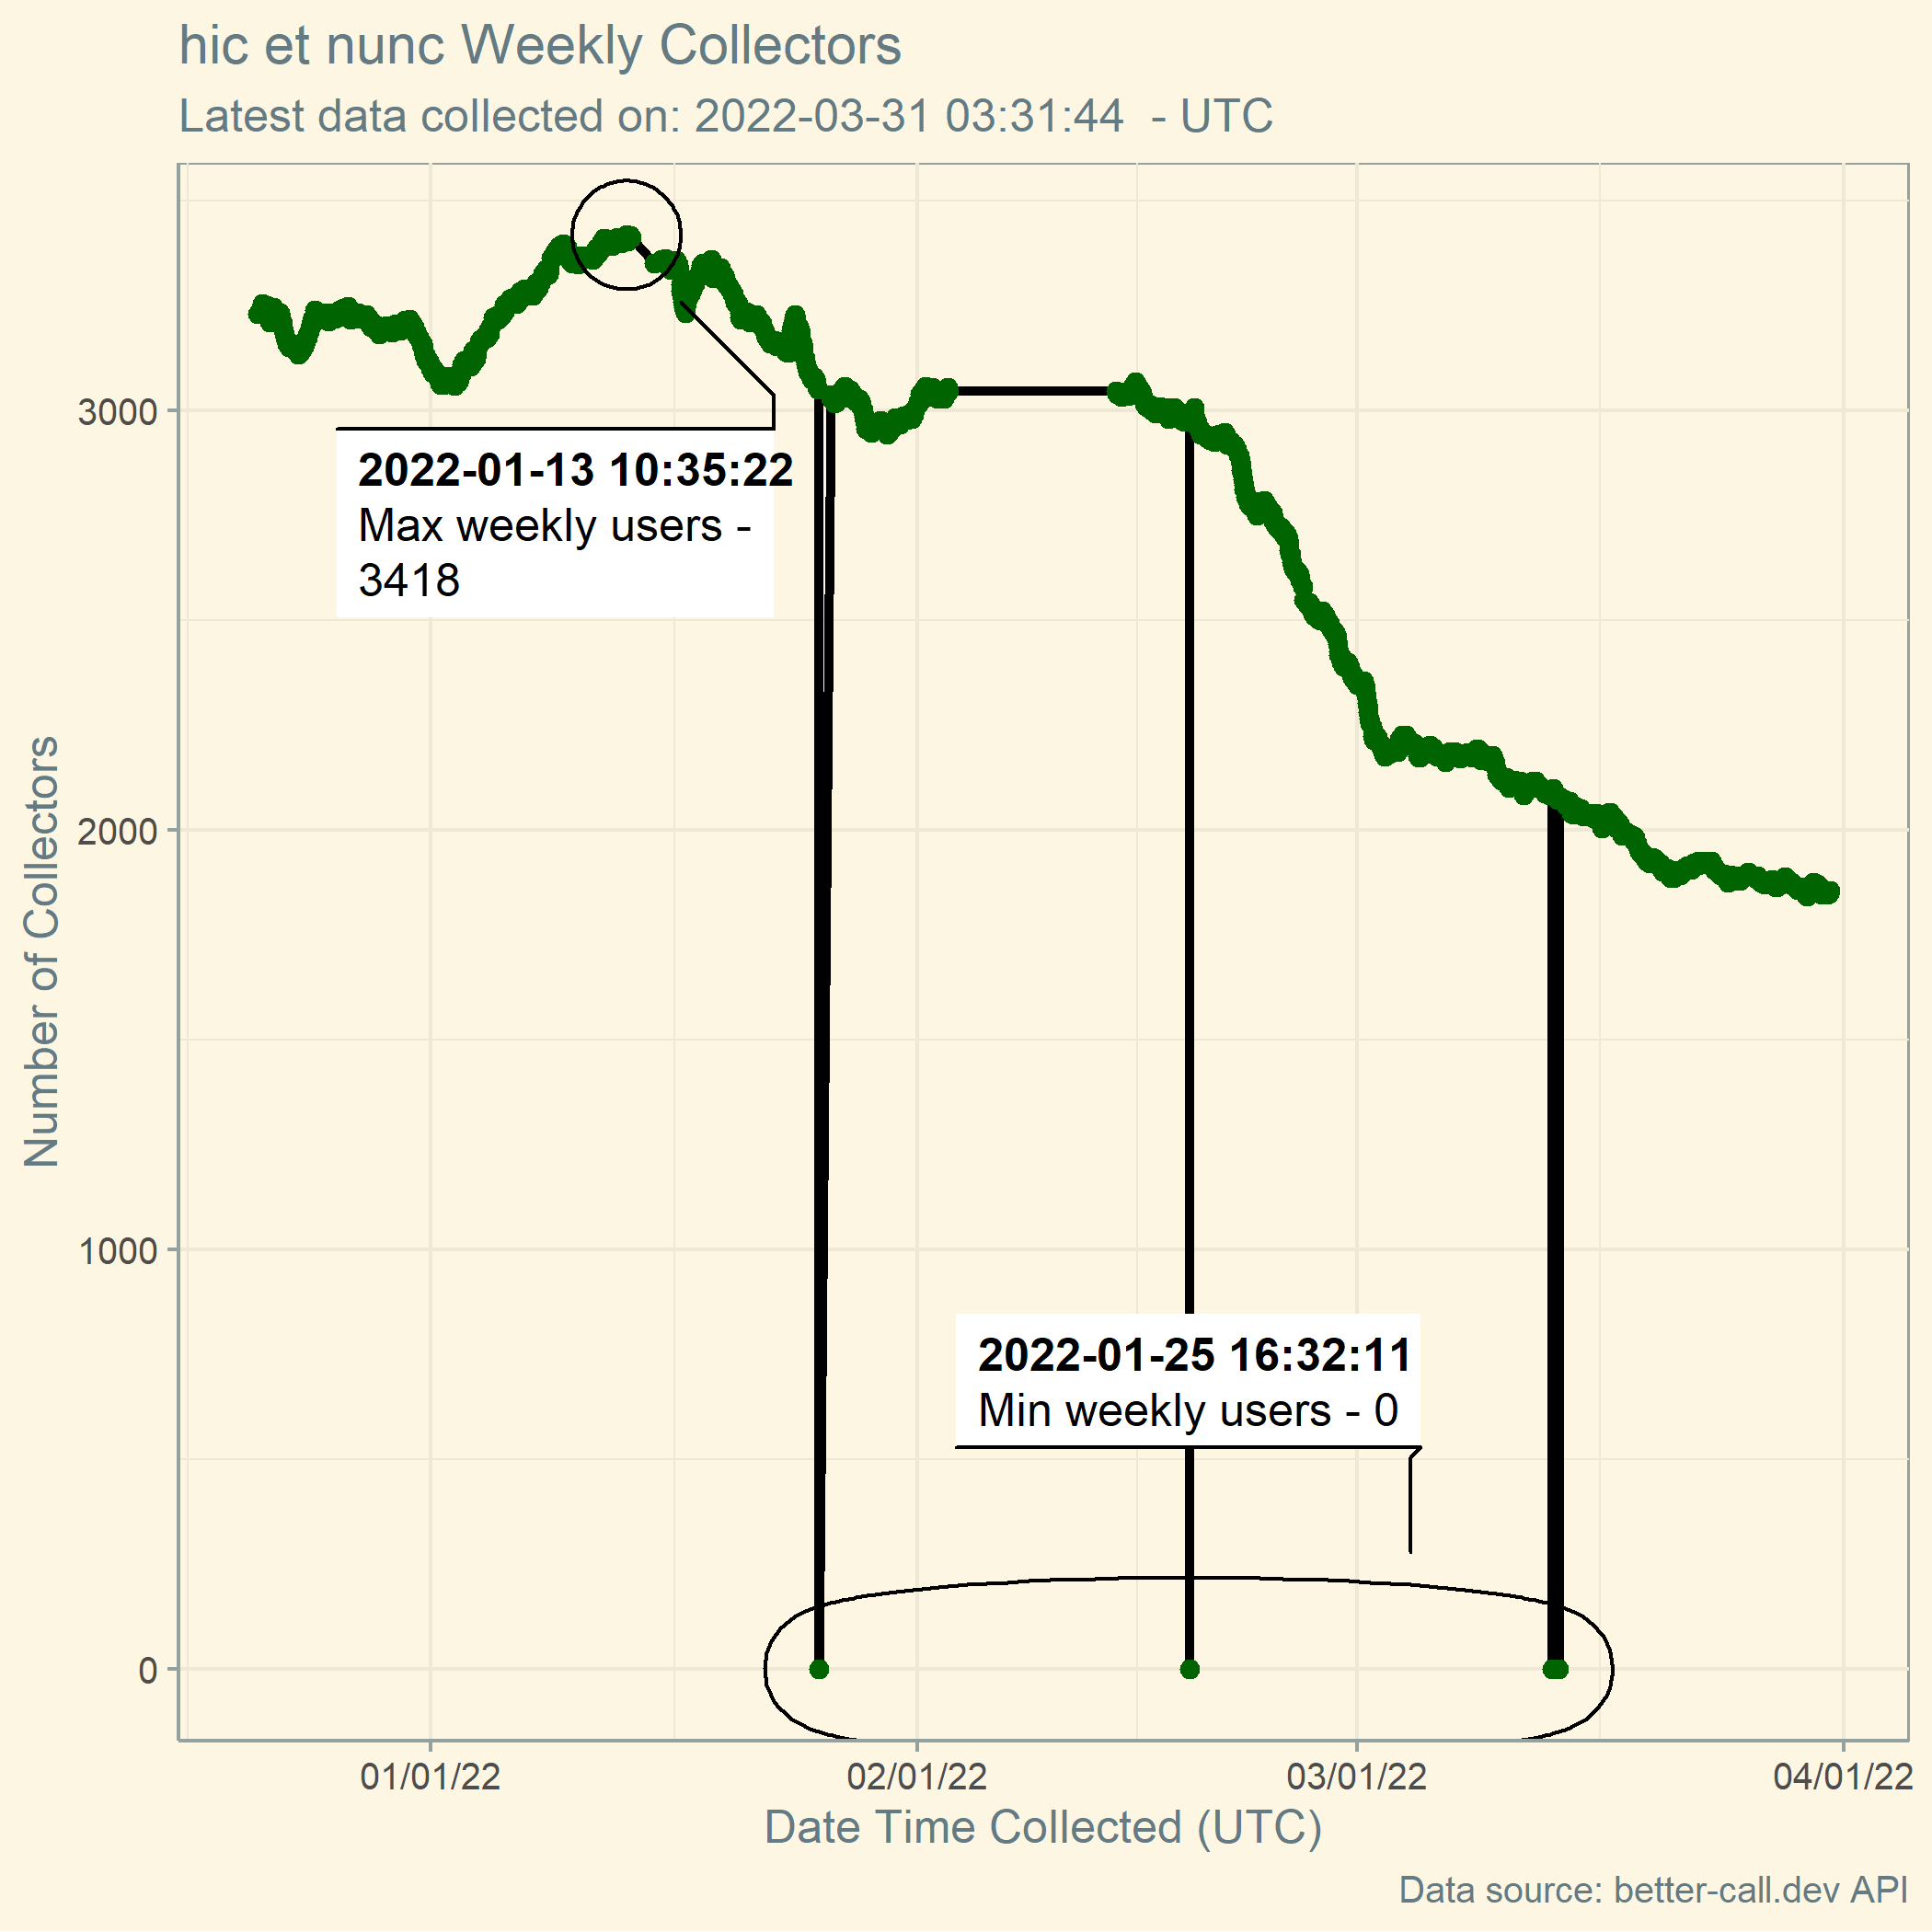 hic et nunc Weekly Collectors
Latest data collected on: 2022-03-31 03:31:44  - UTC
Number of Collectors
3000
2000
1000
0
2022-01-13 10:35:22
Max weekly users -
3418
2022-01-25 16:32:11
Min weekly users - 0
01/01/22
02/01/22
03/01/22
04/01/22
Date Time Collected (UTC)
Data source: better-call.dev API